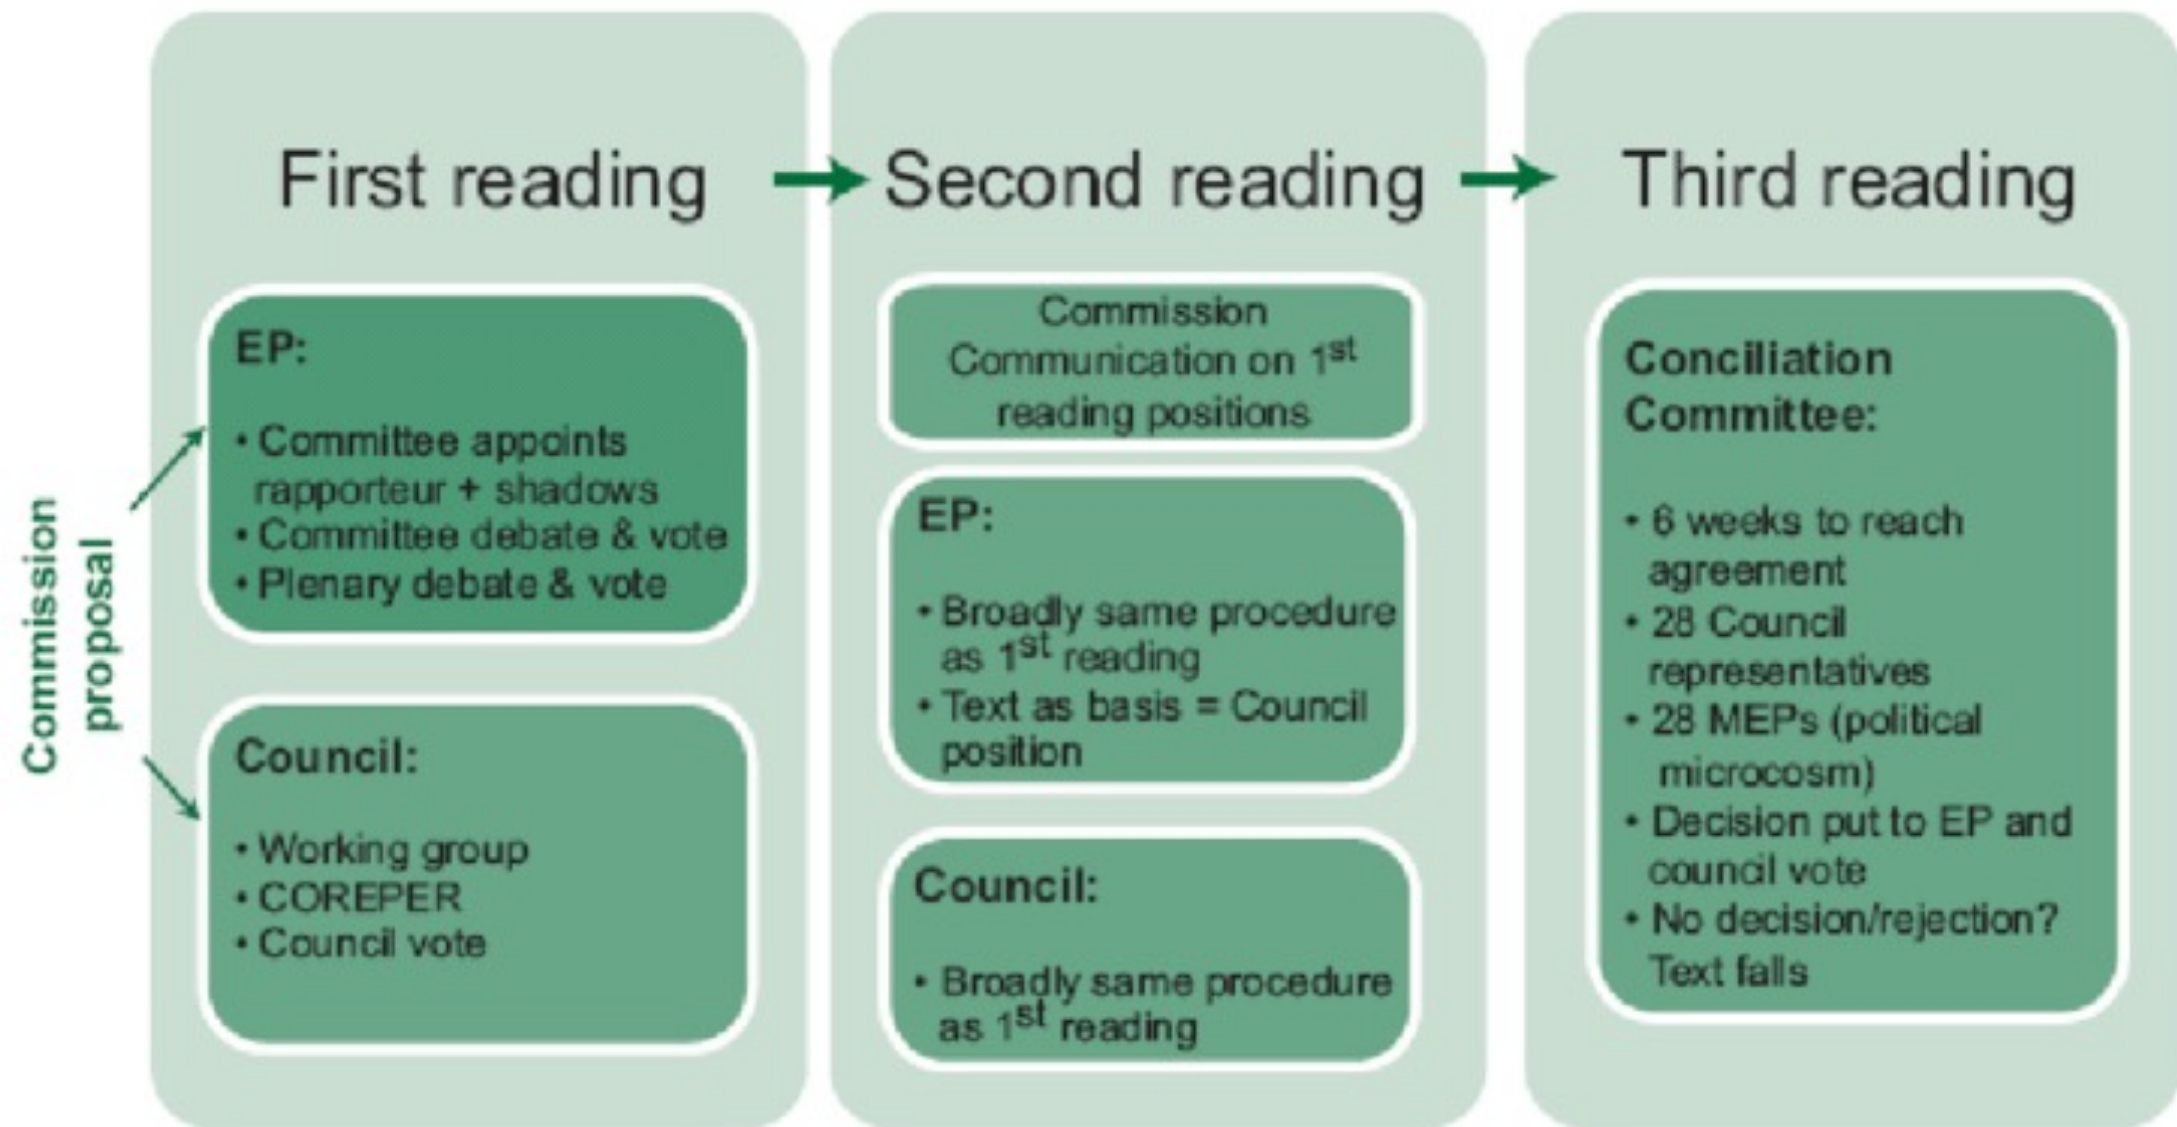 Commission
proposal
First reading
EP:
• Committee appoints
rapporteur + shadows
• Committee debate & vote
• Plenary debate & vote
Council:
• Working group
• COREPER
• Council vote
Second reading
Commission
Communication on 1st
reading positions
EP:
• Broadly same procedure
as 1st reading
• Text as basis = Council
position
Council:
• Broadly same procedure
as 1st reading
Third reading
Conciliation
Committee:
• 6 weeks to reach
agreement
• 28 Council
representatives
• 28 MEPs (political
microcosm)
• Decision put to EP and
council vote
• No decision/rejection?
Text falls